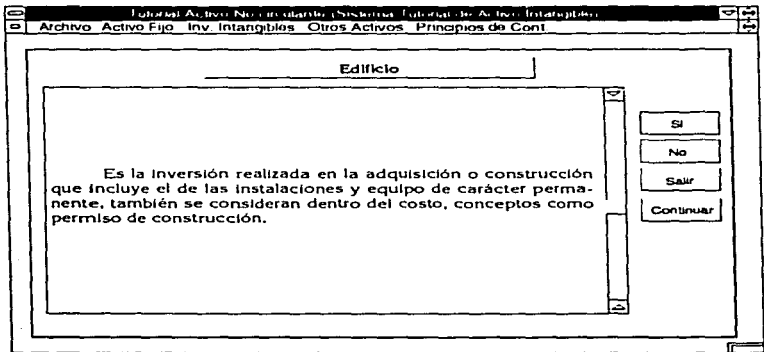 Tutorial Activo No circulante (Sistema Tutorial de Activo Intangible)
Archivo Activo Fijo Inv. Intangibles Otros Activos Principios de Cont.
Edificio
Es la inversión realizada en la adquisición o construcción
que incluye el de las instalaciones y equipo de carácter perma-
nente, también se consideran dentro del costo, conceptos como
permiso de construcción.
Si
No
Salir
Continuar